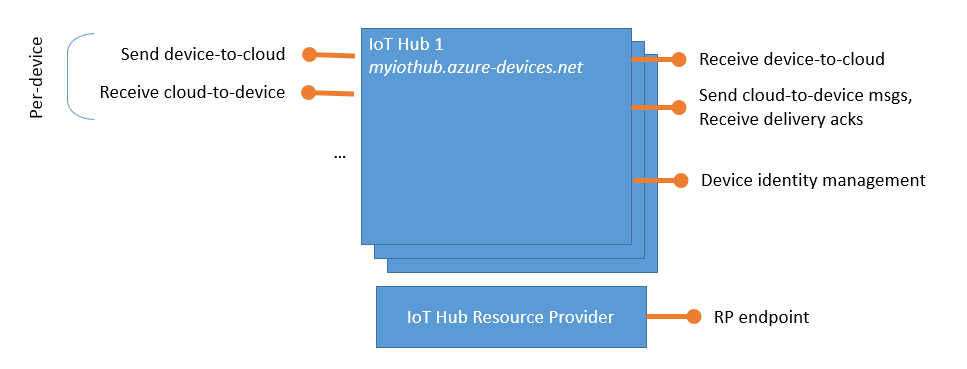 Per-device
Send device-to-cloud
Receive cloud-to-device
...
IoT Hub 1
myiothub.azure-devices.net
Receive device-to-cloud
Send cloud-to-device msgs,
Receive delivery acks
Device identity management
IoT Hub Resource Provider
RP endpoint